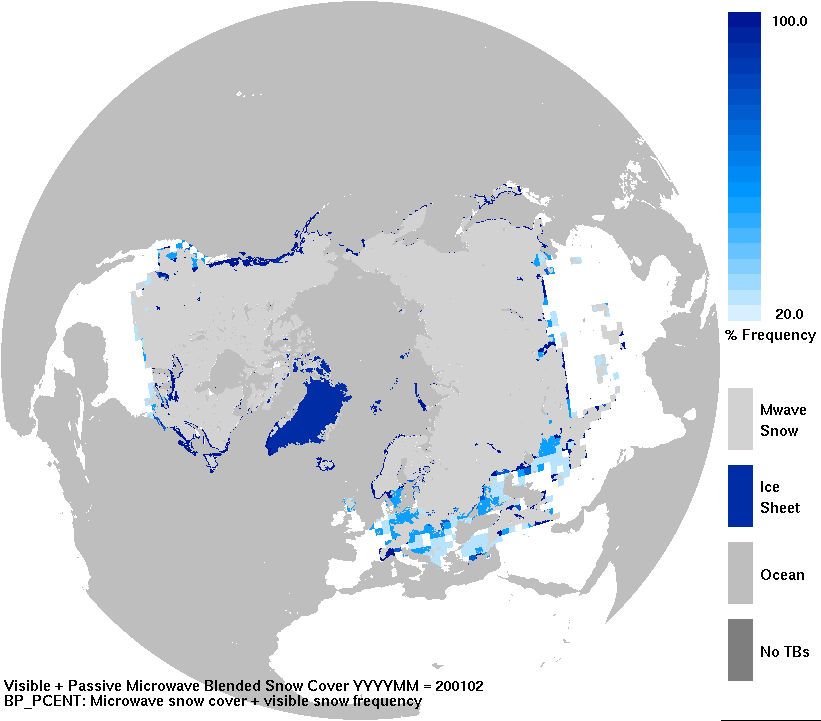 100.0
20.0
% Frequency
Mwave
Snow
Ice
Sheet
Ocean
No TBs
Visible + Passive Microwave Blended Snow Cover YYYYMM = 200102
BP_PCENT: Microwave snow cover + visible snow frequency